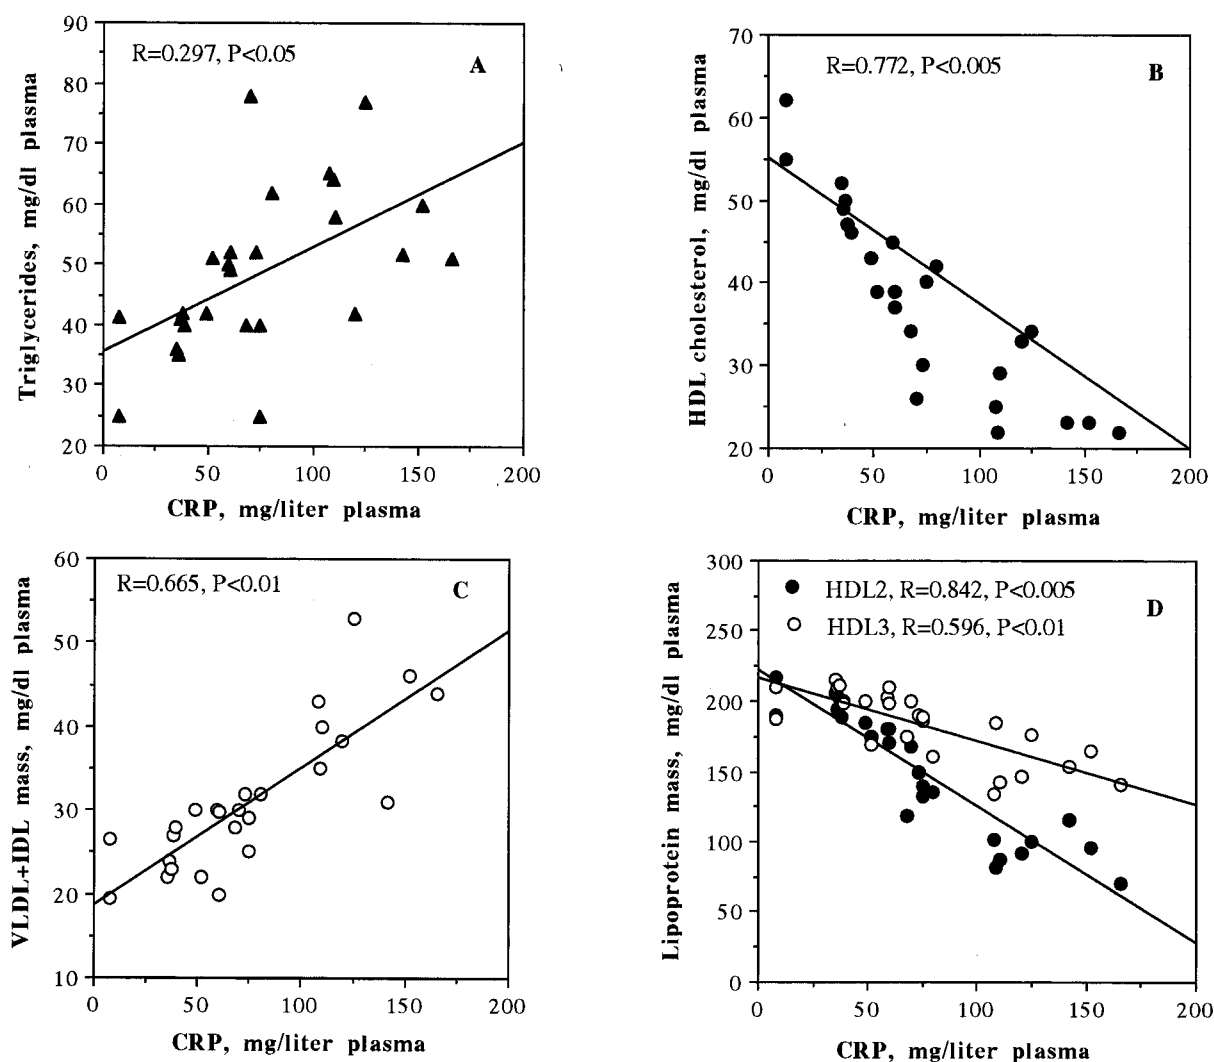 R=0.297, P<0.05
A
Triglycerides, mg/dl plasma
90
80
70
60
50
40
30
20
0
50
100
150
200
CRP, mg/liter plasma
R=0.772, P<0.005
B
HDL cholesterol, mg/dl plasma
70
60
50
40
30
20
0
50
100
150
200
CRP, mg/liter plasma
R=0.665, P<0.01
C
VLDL+IDL mass, mg/dl plasma
60
50
40
30
20
10
0
50
100
150
200
CRP, mg/liter plasma
HDL2, R=0.842, P<0.005
HDL3, R=0.596, P<0.01
D
Lipoprotein mass, mg/dl plasma
300
250
200
150
100
50
0
0
50
100
150
200
CRP, mg/liter plasma